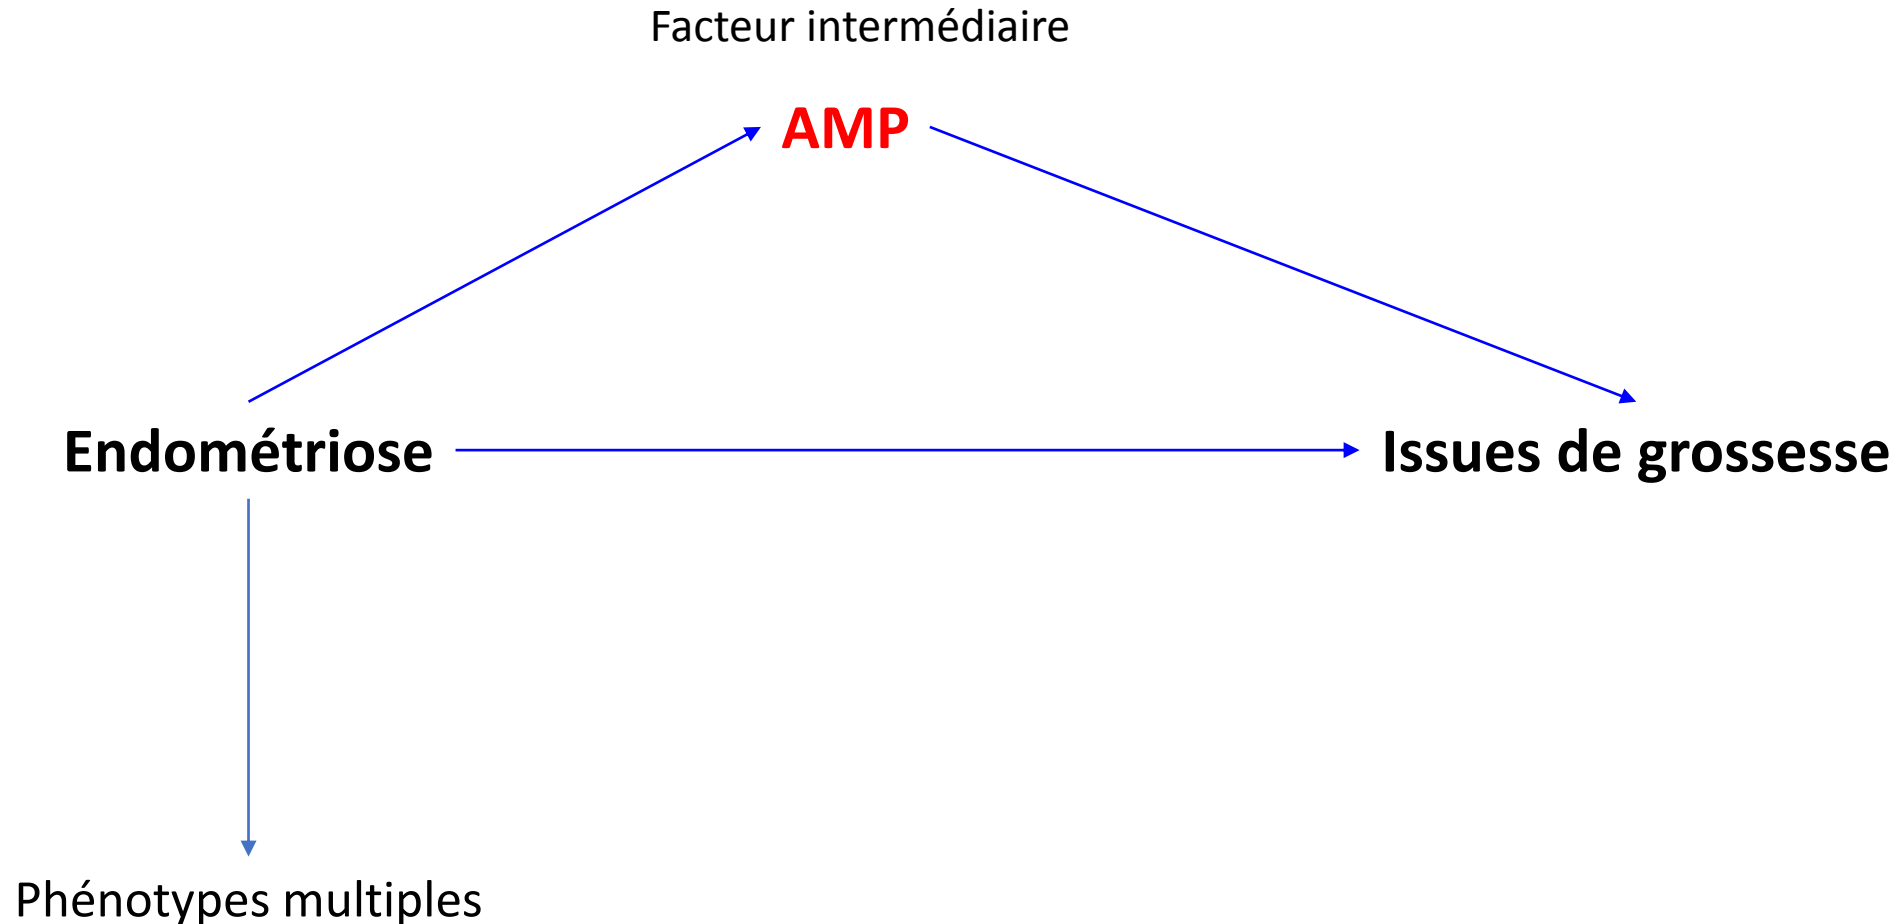 Facteur intermédiaire
AMP
Endométriose
Issues de grossesse
Phénotypes multiples